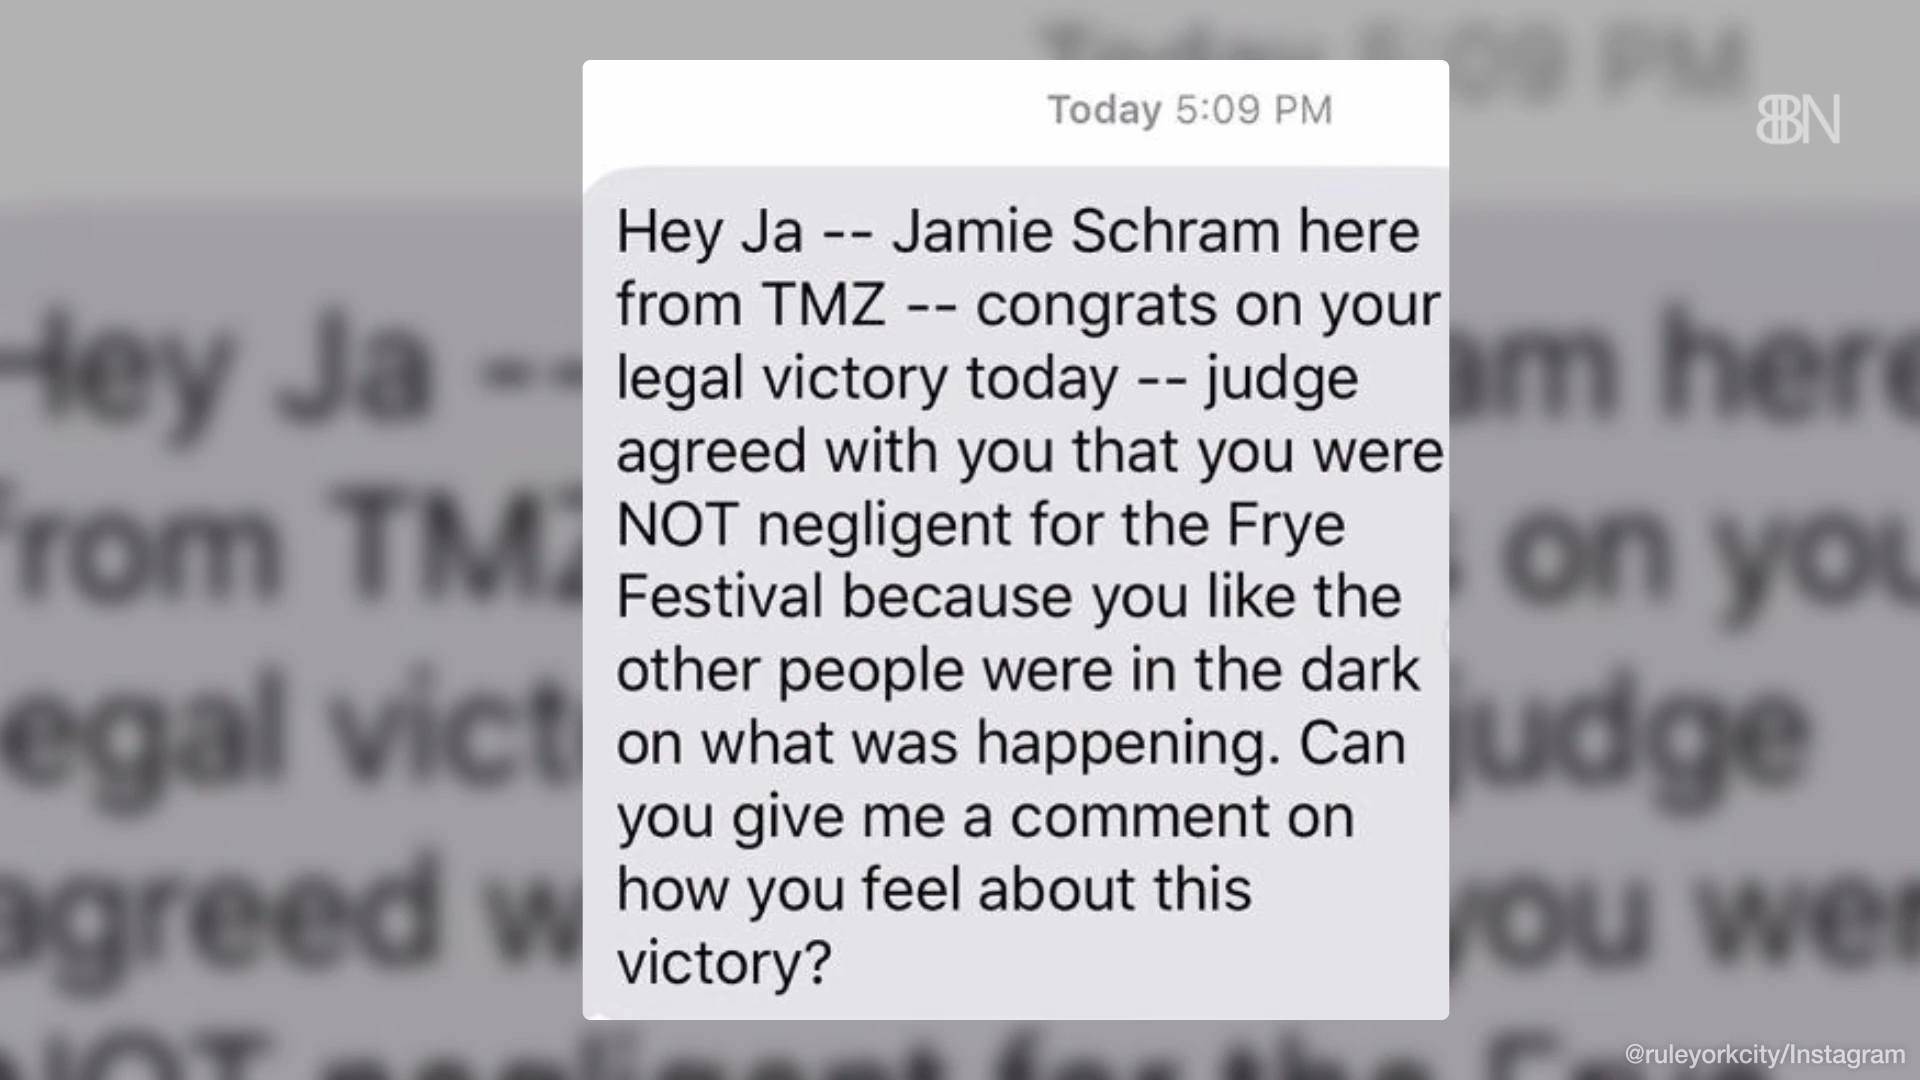 Today 5:09 PM
BBN
Hey Ja -- Jamie Schram here
from TMZ -- congrats on your
legal victory today -- judge
agreed with you that you were
NOT negligent for the Frye
Festival because you like the
other people were in the dark
on what was happening. Can
you give me a comment on
how you feel about this
victory?
@ruleyorkcity/Instagram